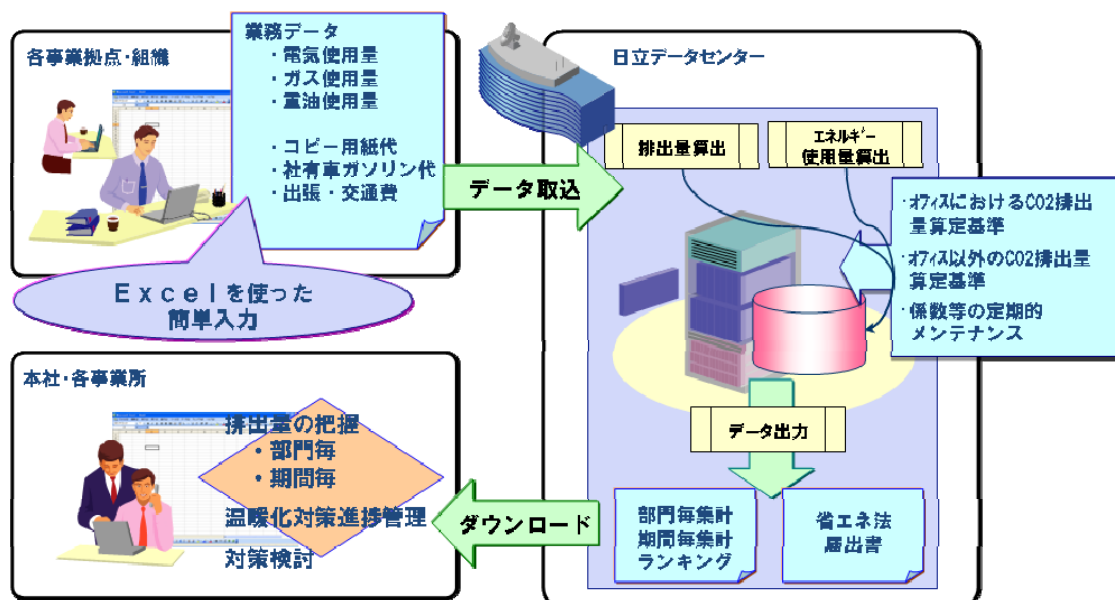 各事業拠点・組織
業務データ
・電気使用量
・ガス使用量
・重油使用量
・コピー用紙代
・社有車ガソリン代
・出張・交通費
Excelを使った
簡単入力
データ取込
日立データセンター
排出量算出
エネルギー
使用量算出
・オフィスにおけるCO2排出
量算定基準
・オフィス以外のCO2排出量
算定基準
・係数等の定期的
メンテナンス
データ出力
部門毎集計
期間毎集計
ランキング
省エネ法
届出書
ダウンロード
本社・各事業所
排出量の把握
・部門毎
・期間毎
温暖化対策進捗管理
対策検討